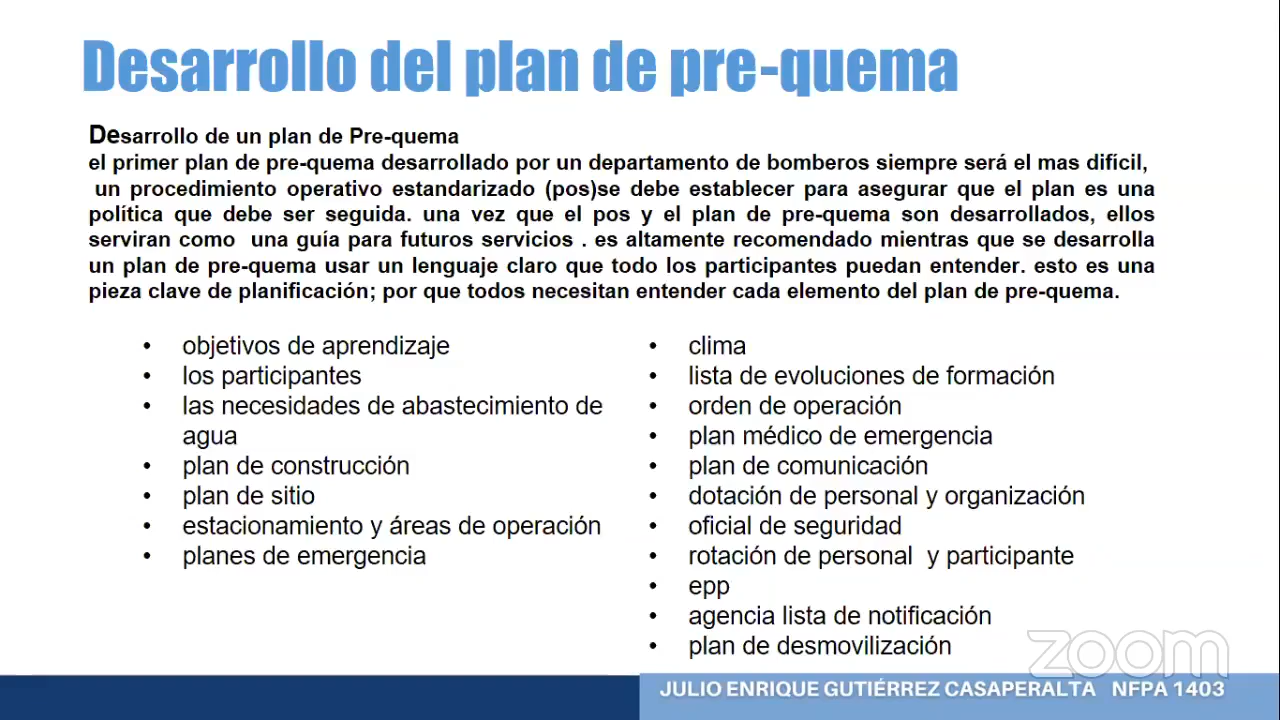 Desarrollo del plan de pre-quema
Desarrollo de un plan de Pre-quema
el primer plan de pre-quema desarrollado por un departamento de bomberos siempre será el mas difícil,
un procedimiento operativo estandarizado (pos)se debe establecer para asegurar que el plan es una
política que debe ser seguida. una vez que el pos y el plan de pre-quema son desarrollados, ellos
serviran como una guía para futuros servicios . es altamente recomendado mientras que se desarrolla
un plan de pre-quema usar un lenguaje claro que todo los participantes puedan entender. esto es una
pieza clave de planificación; por que todos necesitan entender cada elemento del plan de pre-quema.
• objetivos de aprendizaje
• los participantes
• las necesidades de abastecimiento de
agua
• plan de construcción
• plan de sitio
• estacionamiento y áreas de operación
• planes de emergencia
• clima
• lista de evoluciones de formación
• orden de operación
• plan médico de emergencia
• plan de comunicación
• dotación de personal y organización
• oficial de seguridad
• rotación de personal y participante
• epp
• agencia lista de notificación
• plan de desmovilización
zoom
JULIO ENRIQUE GUTIÉRREZ CASAPERALTA NFPA 1403